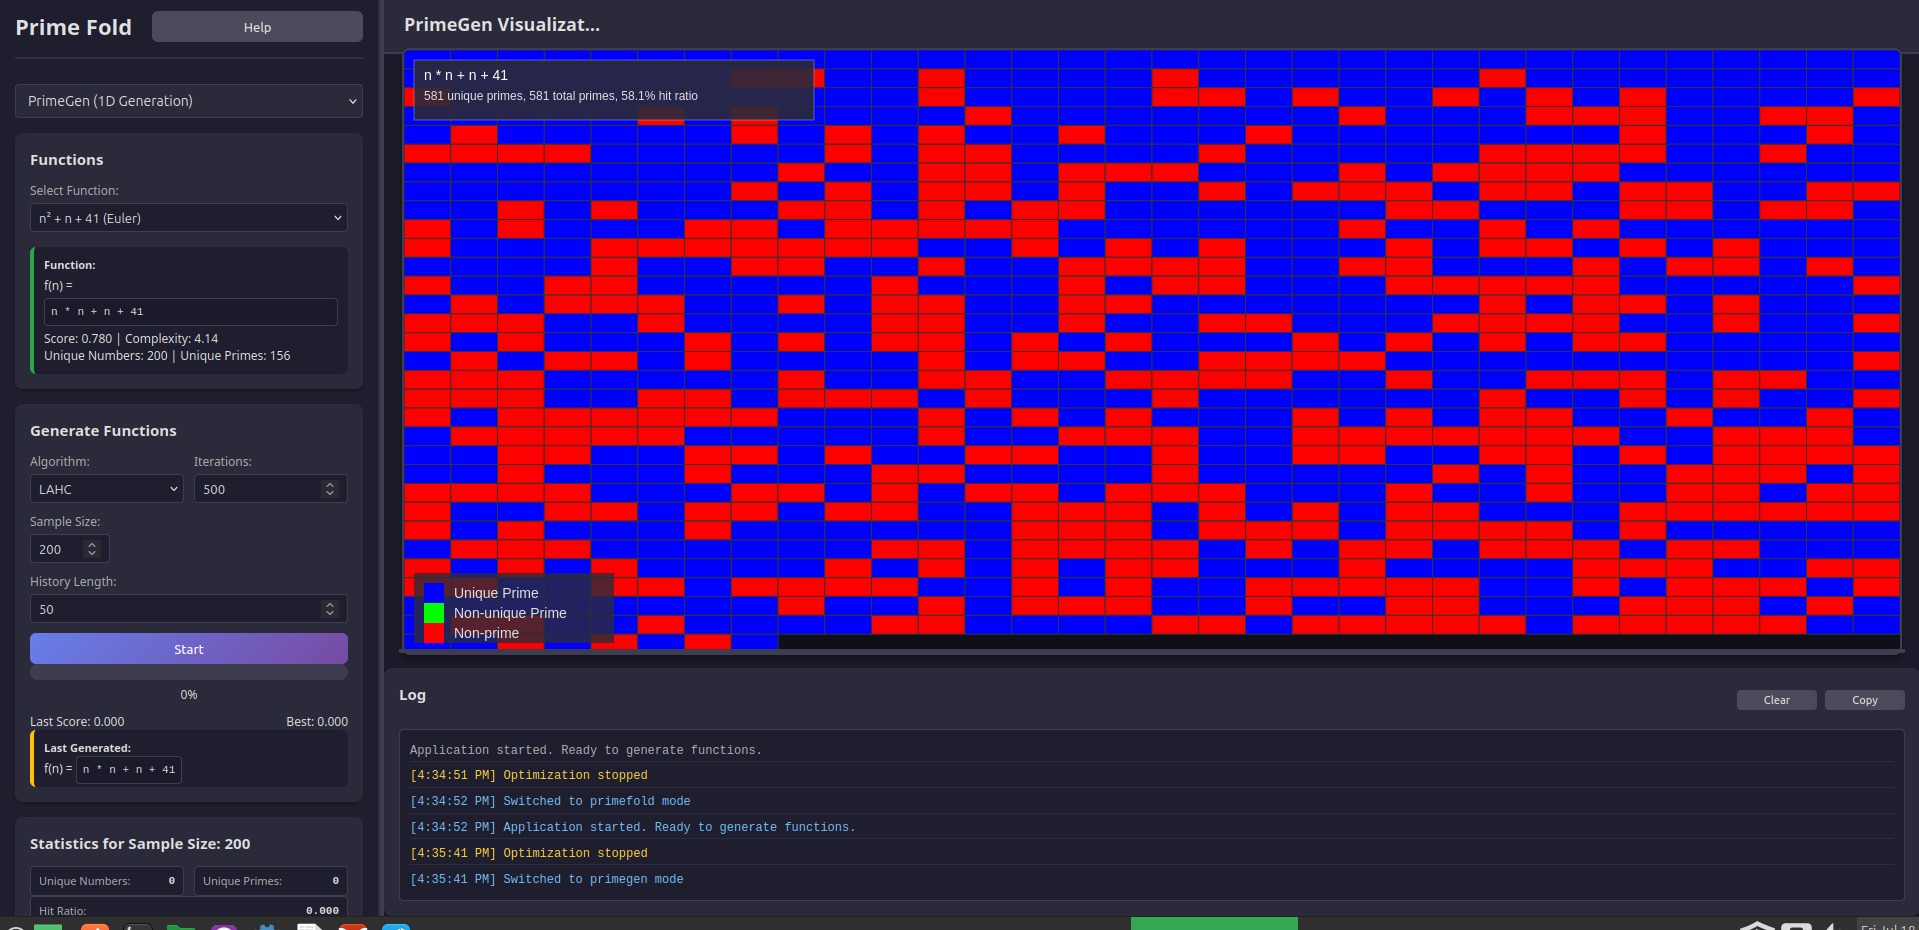 Prime Fold
Help
PrimeGen (1D Generation)
Functions
Select Function:
n² + n + 41 (Euler)
Function:
f(n) =
n * n + n + 41
Score: 0.780 | Complexity: 4.14
Unique Numbers: 200 | Unique Primes: 156
Generate Functions
Algorithm:
Iterations:
LAHC
500
Sample Size:
200
History Length:
50
Start
0%
Last Score: 0.000
Best: 0.000
Last Generated:
f(n) = n * n + n + 41
Statistics for Sample Size: 200
Unique Numbers: 0
Unique Primes: 0
Hit Ratio: 0.000
PrimeGen Visualizat...
n * n + n + 41
581 unique primes, 581 total primes, 58.1% hit ratio
Unique Prime
Non-unique Prime
Non-prime
Log
Clear
Copy
Application started. Ready to generate functions.
[4:34:51 PM] Optimization stopped
[4:34:52 PM] Switched to primefold mode
[4:34:52 PM] Application started. Ready to generate functions.
[4:35:41 PM] Optimization stopped
[4:35:41 PM] Switched to primegen mode